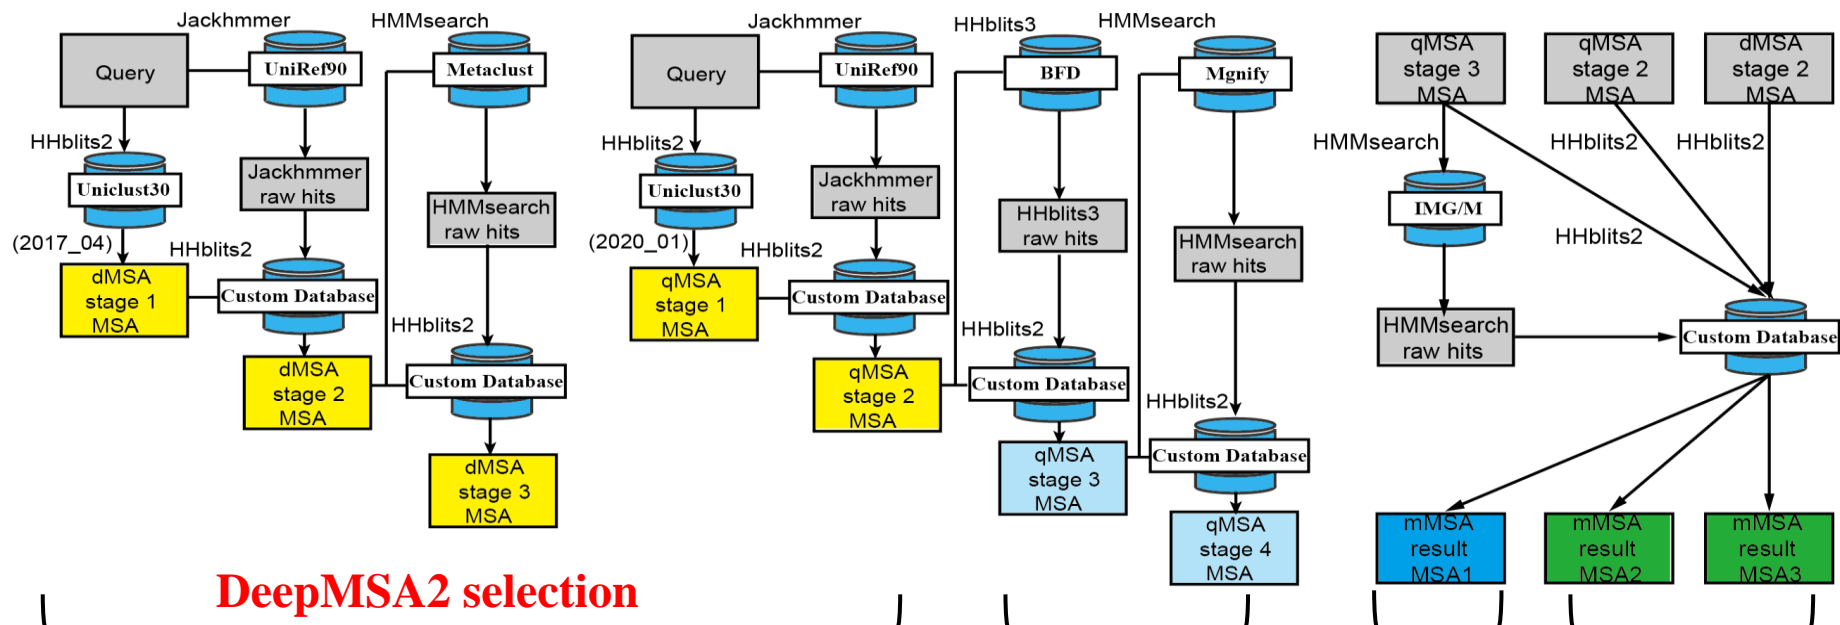 Jackhmmer
HMMsearch
Query
UniRef90
Metaclust
HHblits2
Uniclust30
Jackhmmer
raw hits
HMMsearch
raw hits
(2017_04)
HHblits2
dMSA
stage 1
MSA
Custom Database
HHblits2
dMSA
stage 2
MSA
Custom Database
dMSA
stage 3
MSA
Jackhmmer
HHblits3
HMMsearch
Query
UniRef90
BFD
Mgnify
HHblits2
Uniclust30
Jackhmmer
raw hits
HHblits3
raw hits
HMMsearch
raw hits
(2020_01)
HHblits2
qMSA
stage 1
MSA
Custom Database
HHblits2
qMSA
stage 2
MSA
Custom Database
HHblits2
qMSA
stage 3
MSA
Custom Database
qMSA
stage 4
MSA
qMSA
stage 3
MSA
qMSA
stage 2
MSA
dMSA
stage 2
MSA
HMMsearch
HHblits2
HHblits2
IMG/M
HHblits2
HMMsearch
raw hits
Custom Database
mMSA
result
MSA1
mMSA
result
MSA2
mMSA
result
MSA3
DeepMSA2 selection